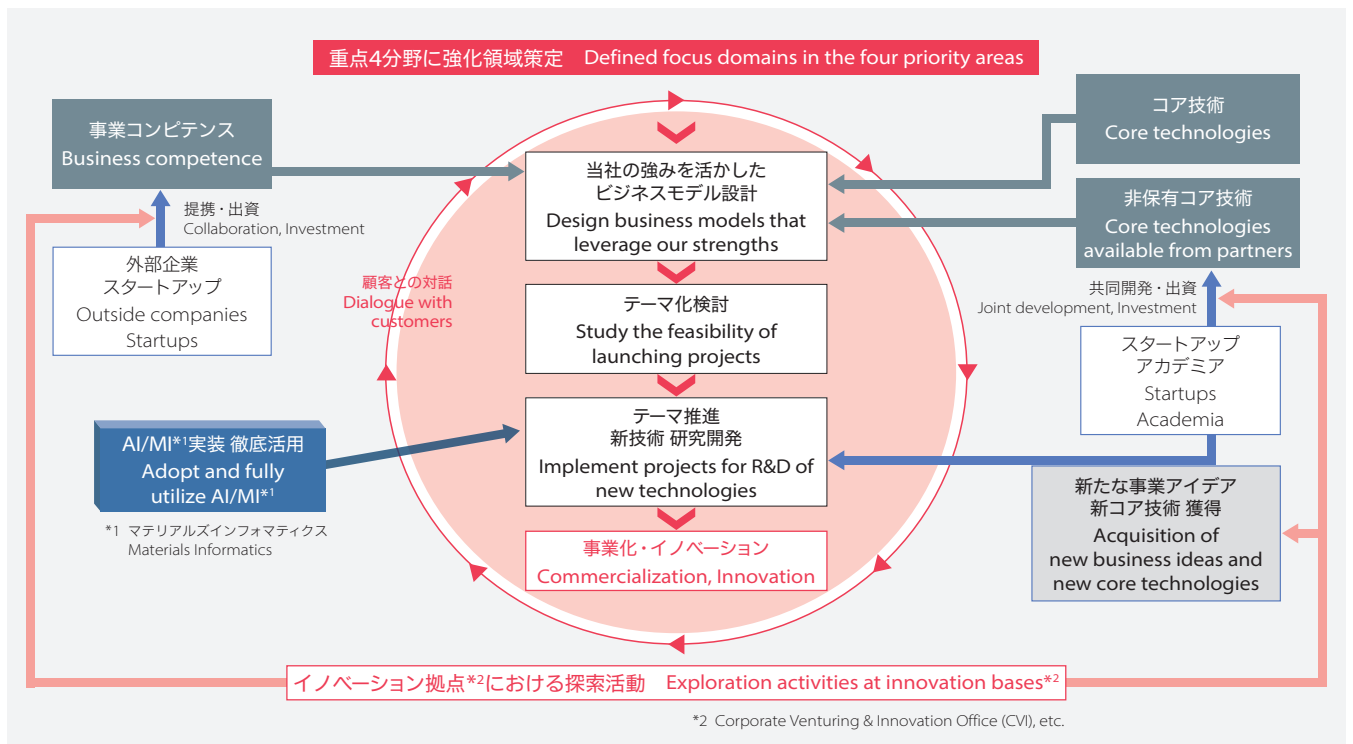 重点4分野に強化領域策定 Defined focus domains in the four priority areas
事業コンピテンス
Business competence
提携・出資
Collaboration, Investment
外部企業
スタートアップ
Outside companies
Startups
AI/MI*1実装 徹底活用
Adopt and fully
utilize AI/MI*1
*1 マテリアルズインフォマティクス
Materials Informatics
顧客との対話
Dialogue with
customers
当社の強みを活かした
ビジネスモデル設計
Design business models that
leverage our strengths
テーマ化検討
Study the feasibility of
launching projects
テーマ推進
新技術 研究開発
Implement projects for R&D of
new technologies
事業化・イノベーション
Commercialization, Innovation
コア技術
Core technologies
非保有コア技術
Core technologies
available from partners
共同開発・出資
Joint development, Investment
スタートアップ
アカデミア
Startups
Academia
新たな事業アイデア
新コア技術 獲得
Acquisition of
new business ideas and
new core technologies
イノベーション拠点*2における探索活動 Exploration activities at innovation bases*2
*2 Corporate Venturing & Innovation Office (CVI), etc.